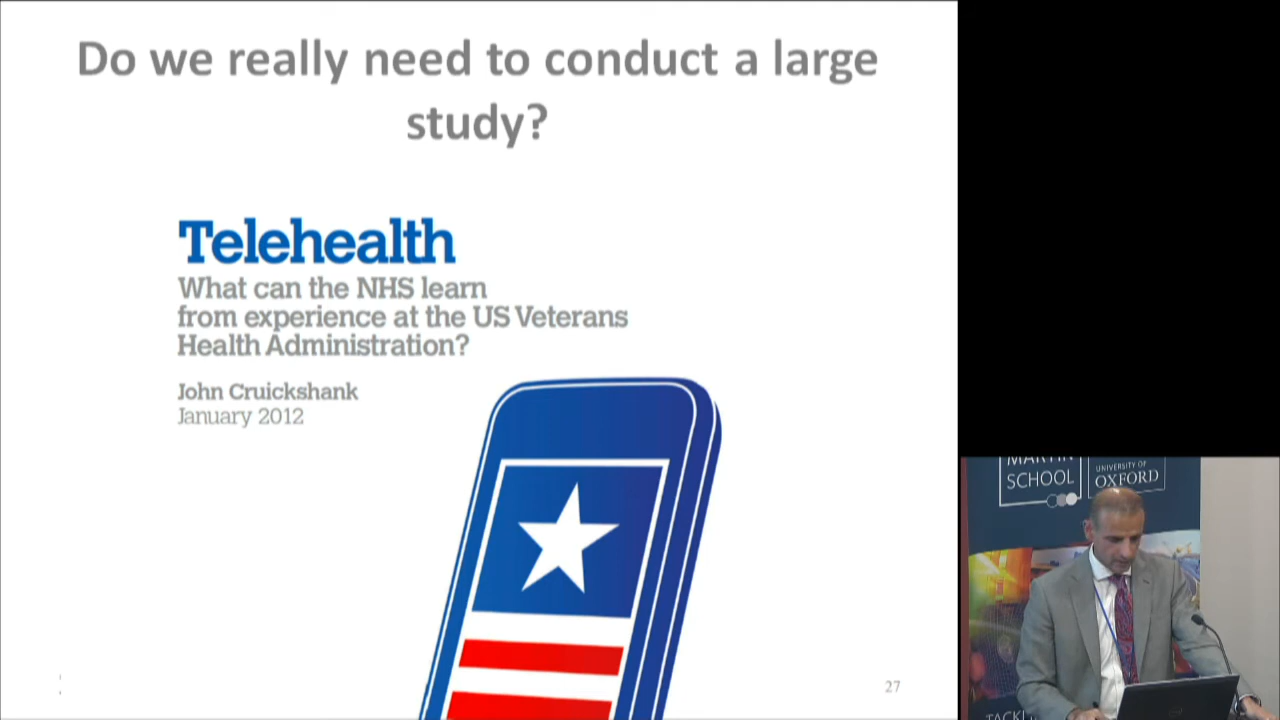 Do we really need to conduct a large
study?
Telehealth
What can the NHS learn
from experience at the US Veterans
Health Administration?
John Cruickshank
January 2012
27
MARTIN
SCHOOL
UNIVERSITY OF
OXFORD